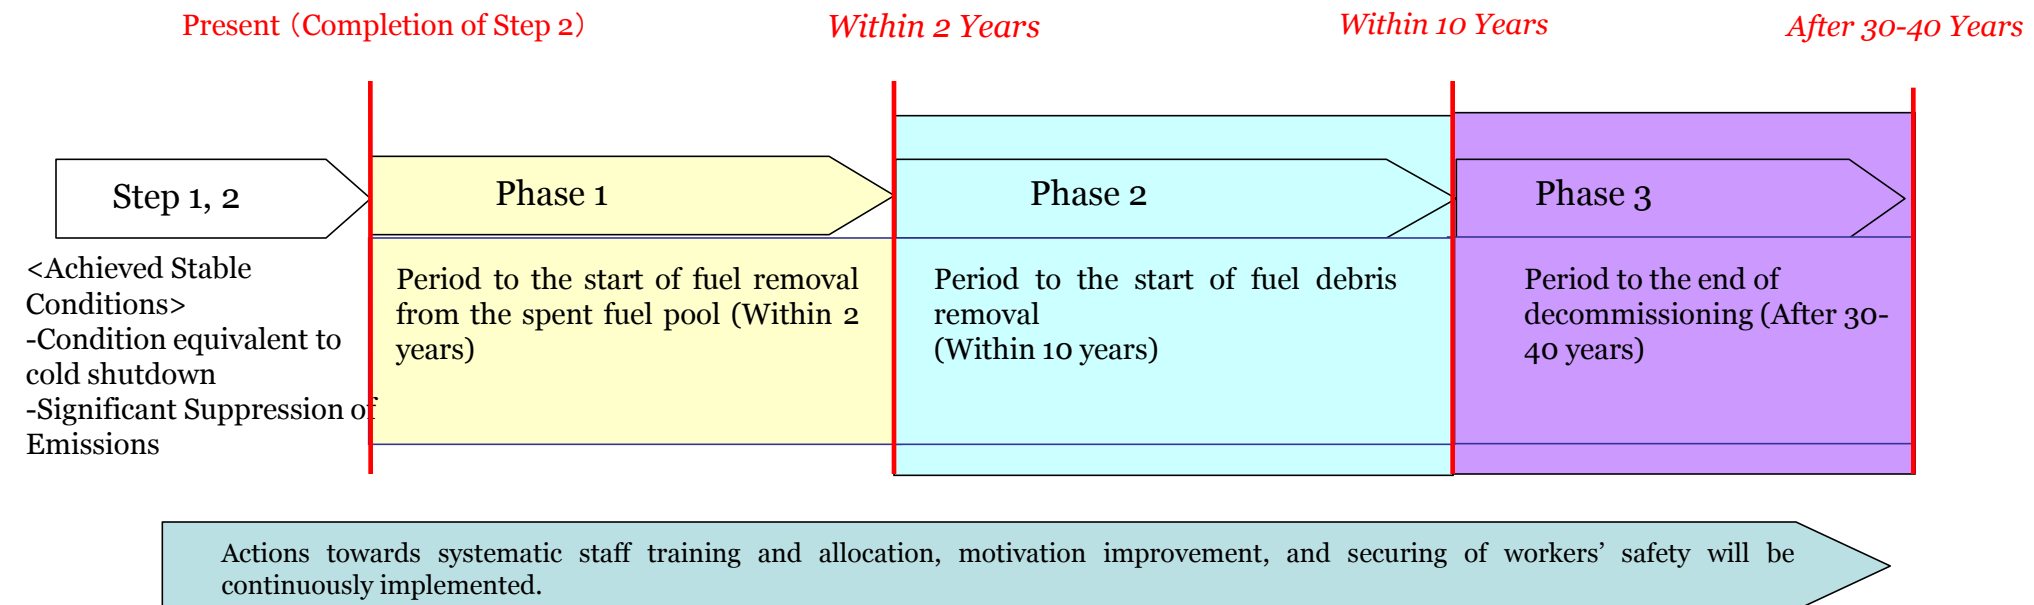 Present (Completion of Step 2)
Within 2 Years
Within 10 Years
After 30-40 Years
Step 1, 2
Phase 1
Phase 2
Phase 3
<Achieved Stable
Conditions>
-Condition equivalent to
cold shutdown
-Significant Suppression of
Emissions
Period to the start of fuel removal
from the spent fuel pool (Within 2
years)
Period to the start of fuel debris
removal
(Within 10 years)
Period to the end of
decommissioning (After 30-
40 years)
Actions towards systematic staff training and allocation, motivation improvement, and securing of workers’ safety will be
continuously implemented.